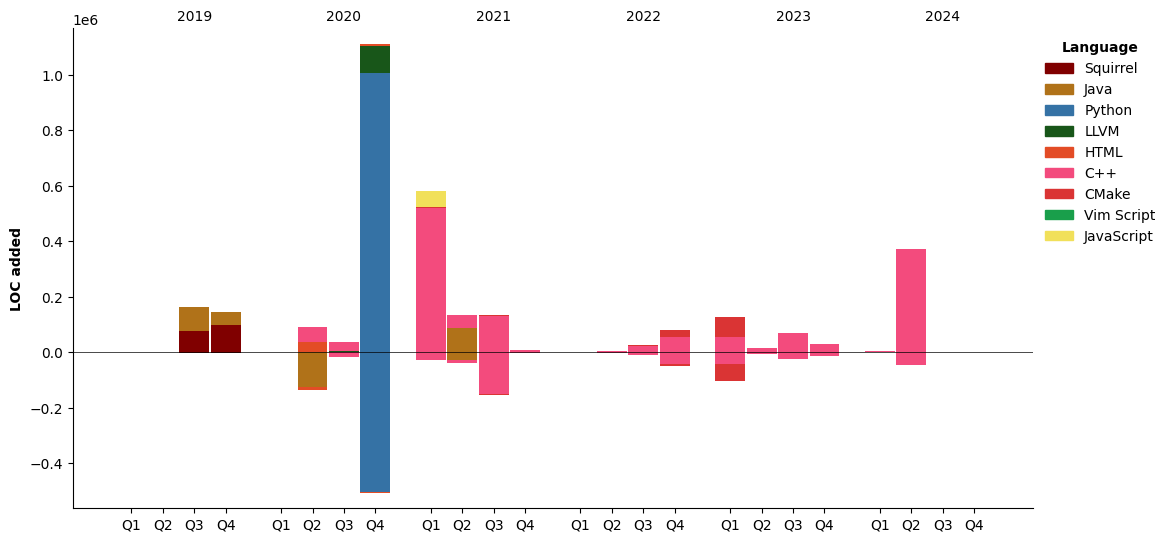 2019 2020 2021 2022 2023 2024
1e6
LOC added
1.0
0.8
0.6
0.4
0.2
0.0
−0.2
−0.4
Q1 Q2 Q3 Q4 Q1 Q2 Q3 Q4 Q1 Q2 Q3 Q4 Q1 Q2 Q3 Q4 Q1 Q2 Q3 Q4 Q1 Q2 Q3 Q4
Language
Squirrel
Java
Python
LLVM
HTML
C++
CMake
Vim Script
JavaScript